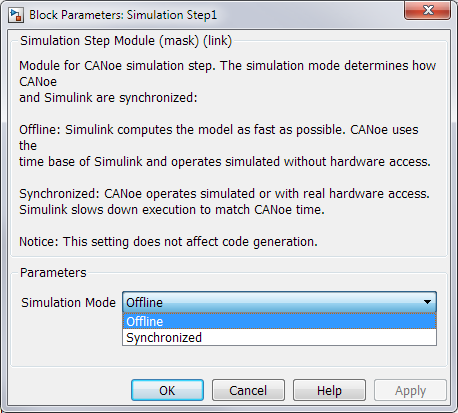 Block Parameters: Simulation Step1
Simulation Step Module (mask) (link)
Module for CANoe simulation step. The simulation mode determines how
CANoe
and Simulink are synchronized:
Offline: Simulink computes the model as fast as possible. CANoe uses
the
time base of Simulink and operates simulated without hardware access.
Synchronized: CANoe operates simulated or with real hardware access.
Simulink slows down execution to match CANoe time.
Notice: This setting does not affect code generation.
Parameters
Simulation Mode Offline
Offline
Synchronized
OK Cancel Help Apply